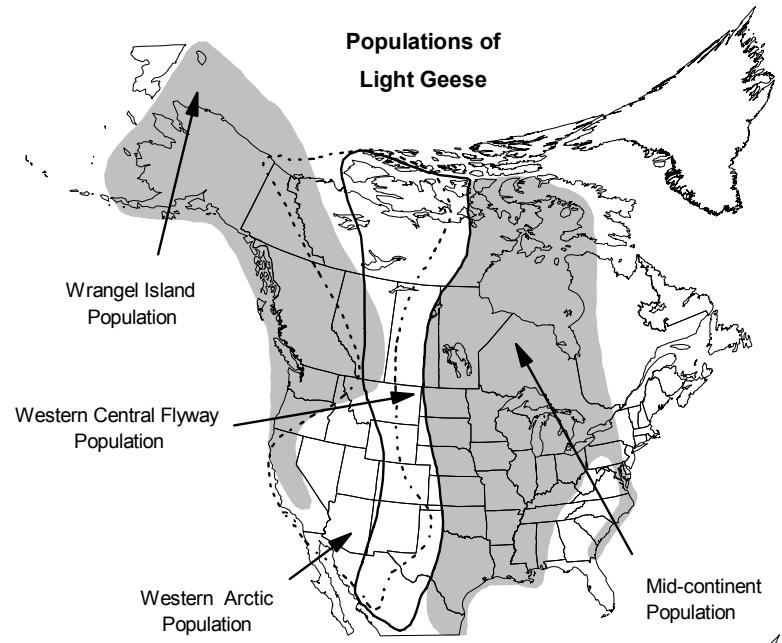 Populations of
Light Geese
Wrangel Island
Population
Western Central Flyway
Population
Western Arctic
Population
Mid-continent
Population